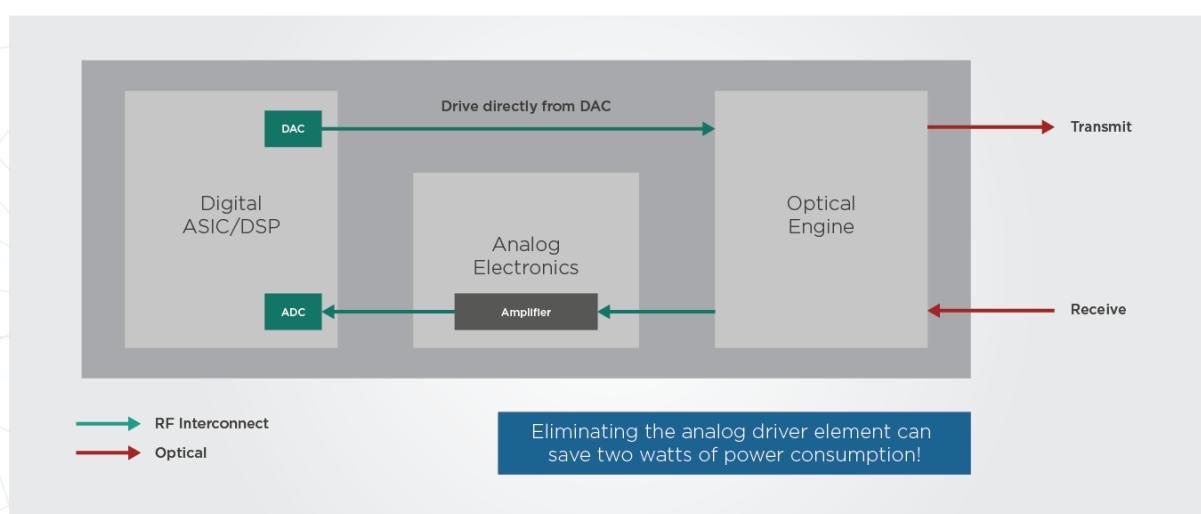 Drive directly from DAC
DAC
Transmit
Digital
ASIC/DSP
Optical
Engine
Analog
Electronics
ADC
Amplifier
Receive
RF Interconnect
Optical
Eliminating the analog driver element can
save two watts of power consumption!